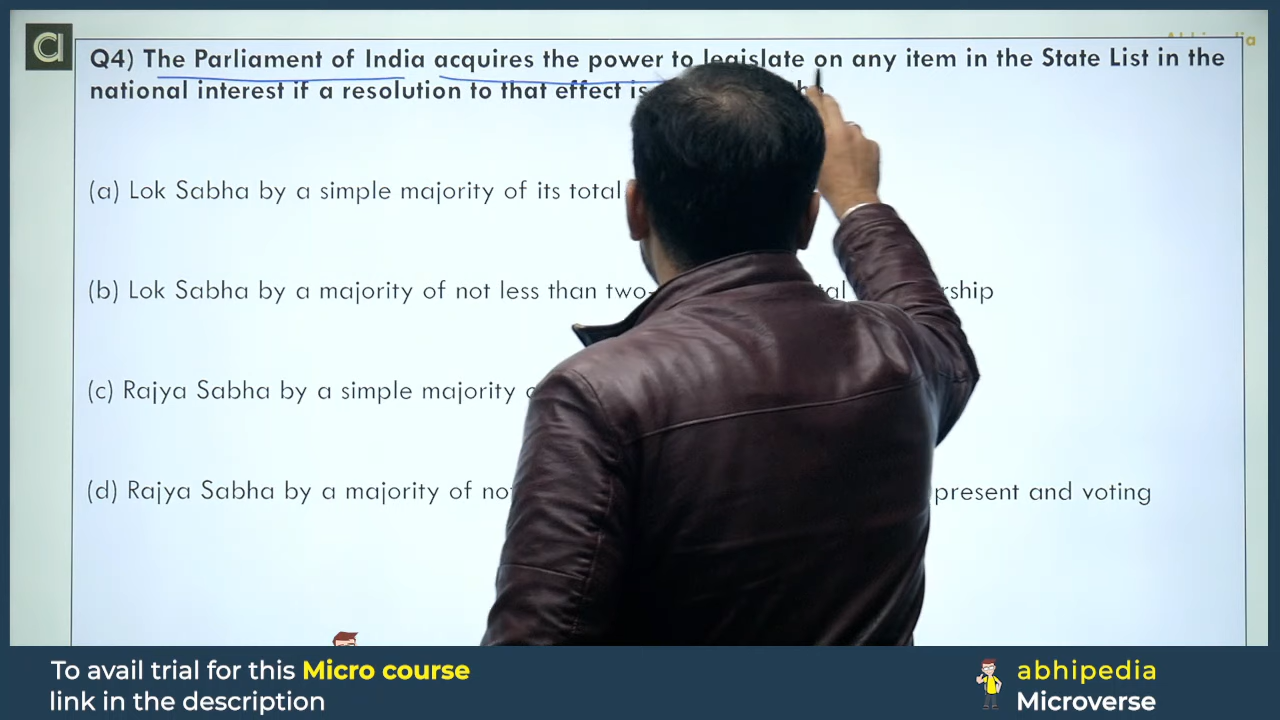 Abhipedia
Q4) The Parliament of India acquires the power to legislate on any item in the State List in the
national interest if a resolution to that effect is
(a) Lok Sabha by a simple majority of its total
(b) Lok Sabha by a majority of not less than two-
(c) Rajya Sabha by a simple majority
(d) Rajya Sabha by a majority of present and voting
To avail trial for this Micro course
link in the description
abhipedia
Microverse